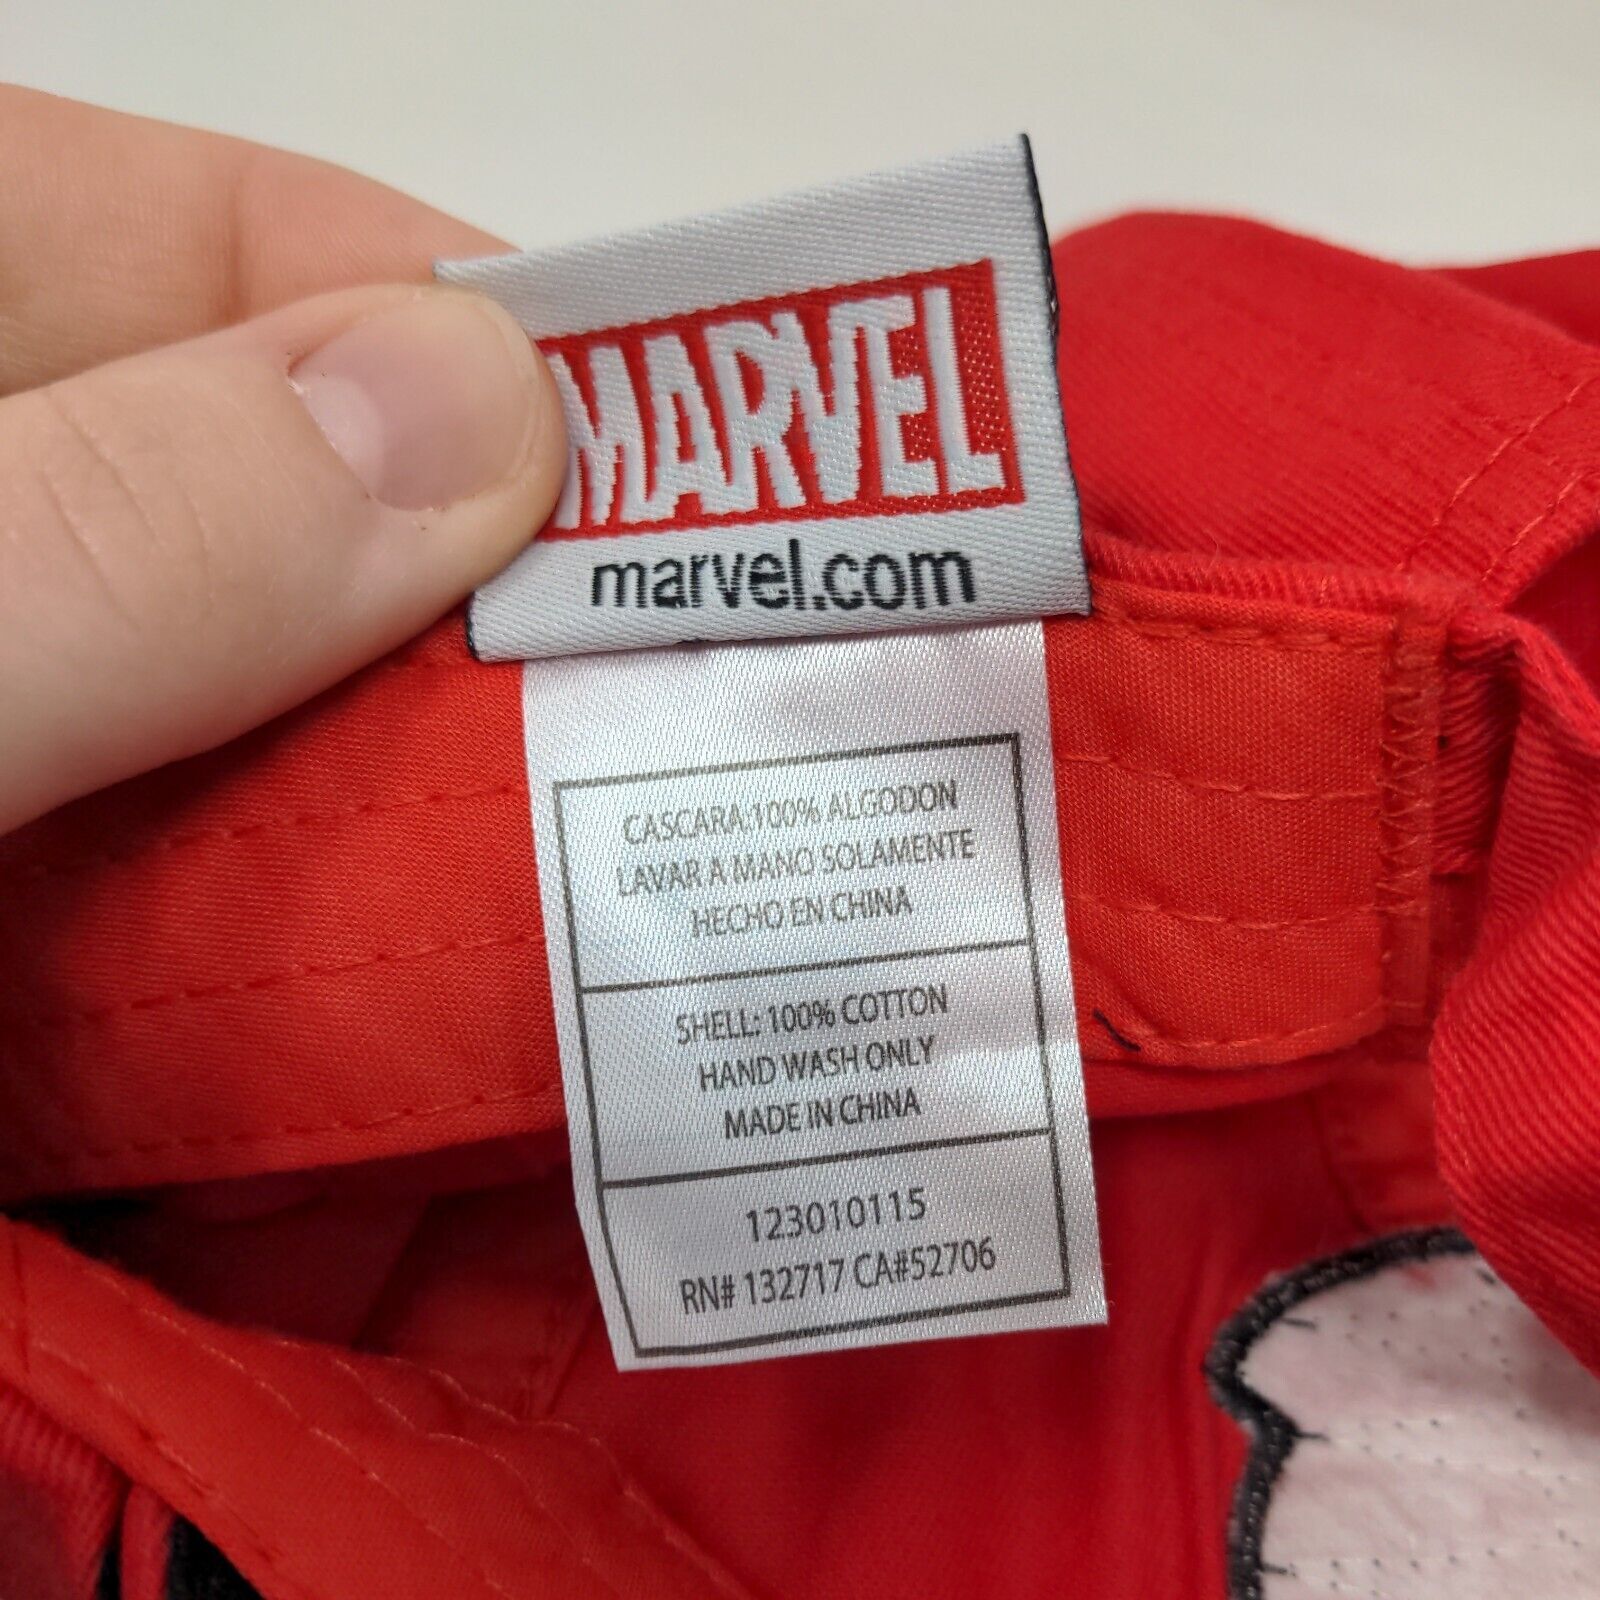 MARVEL
marvel.com
CASCARA:100% ALGODON
LAVAR A MANO SOLAMENTE
HECHO EN CHINA
SHELL: 100% COTTON
HAND WASH ONLY
MADE IN CHINA
123010115
RN# 132717 CA#52706